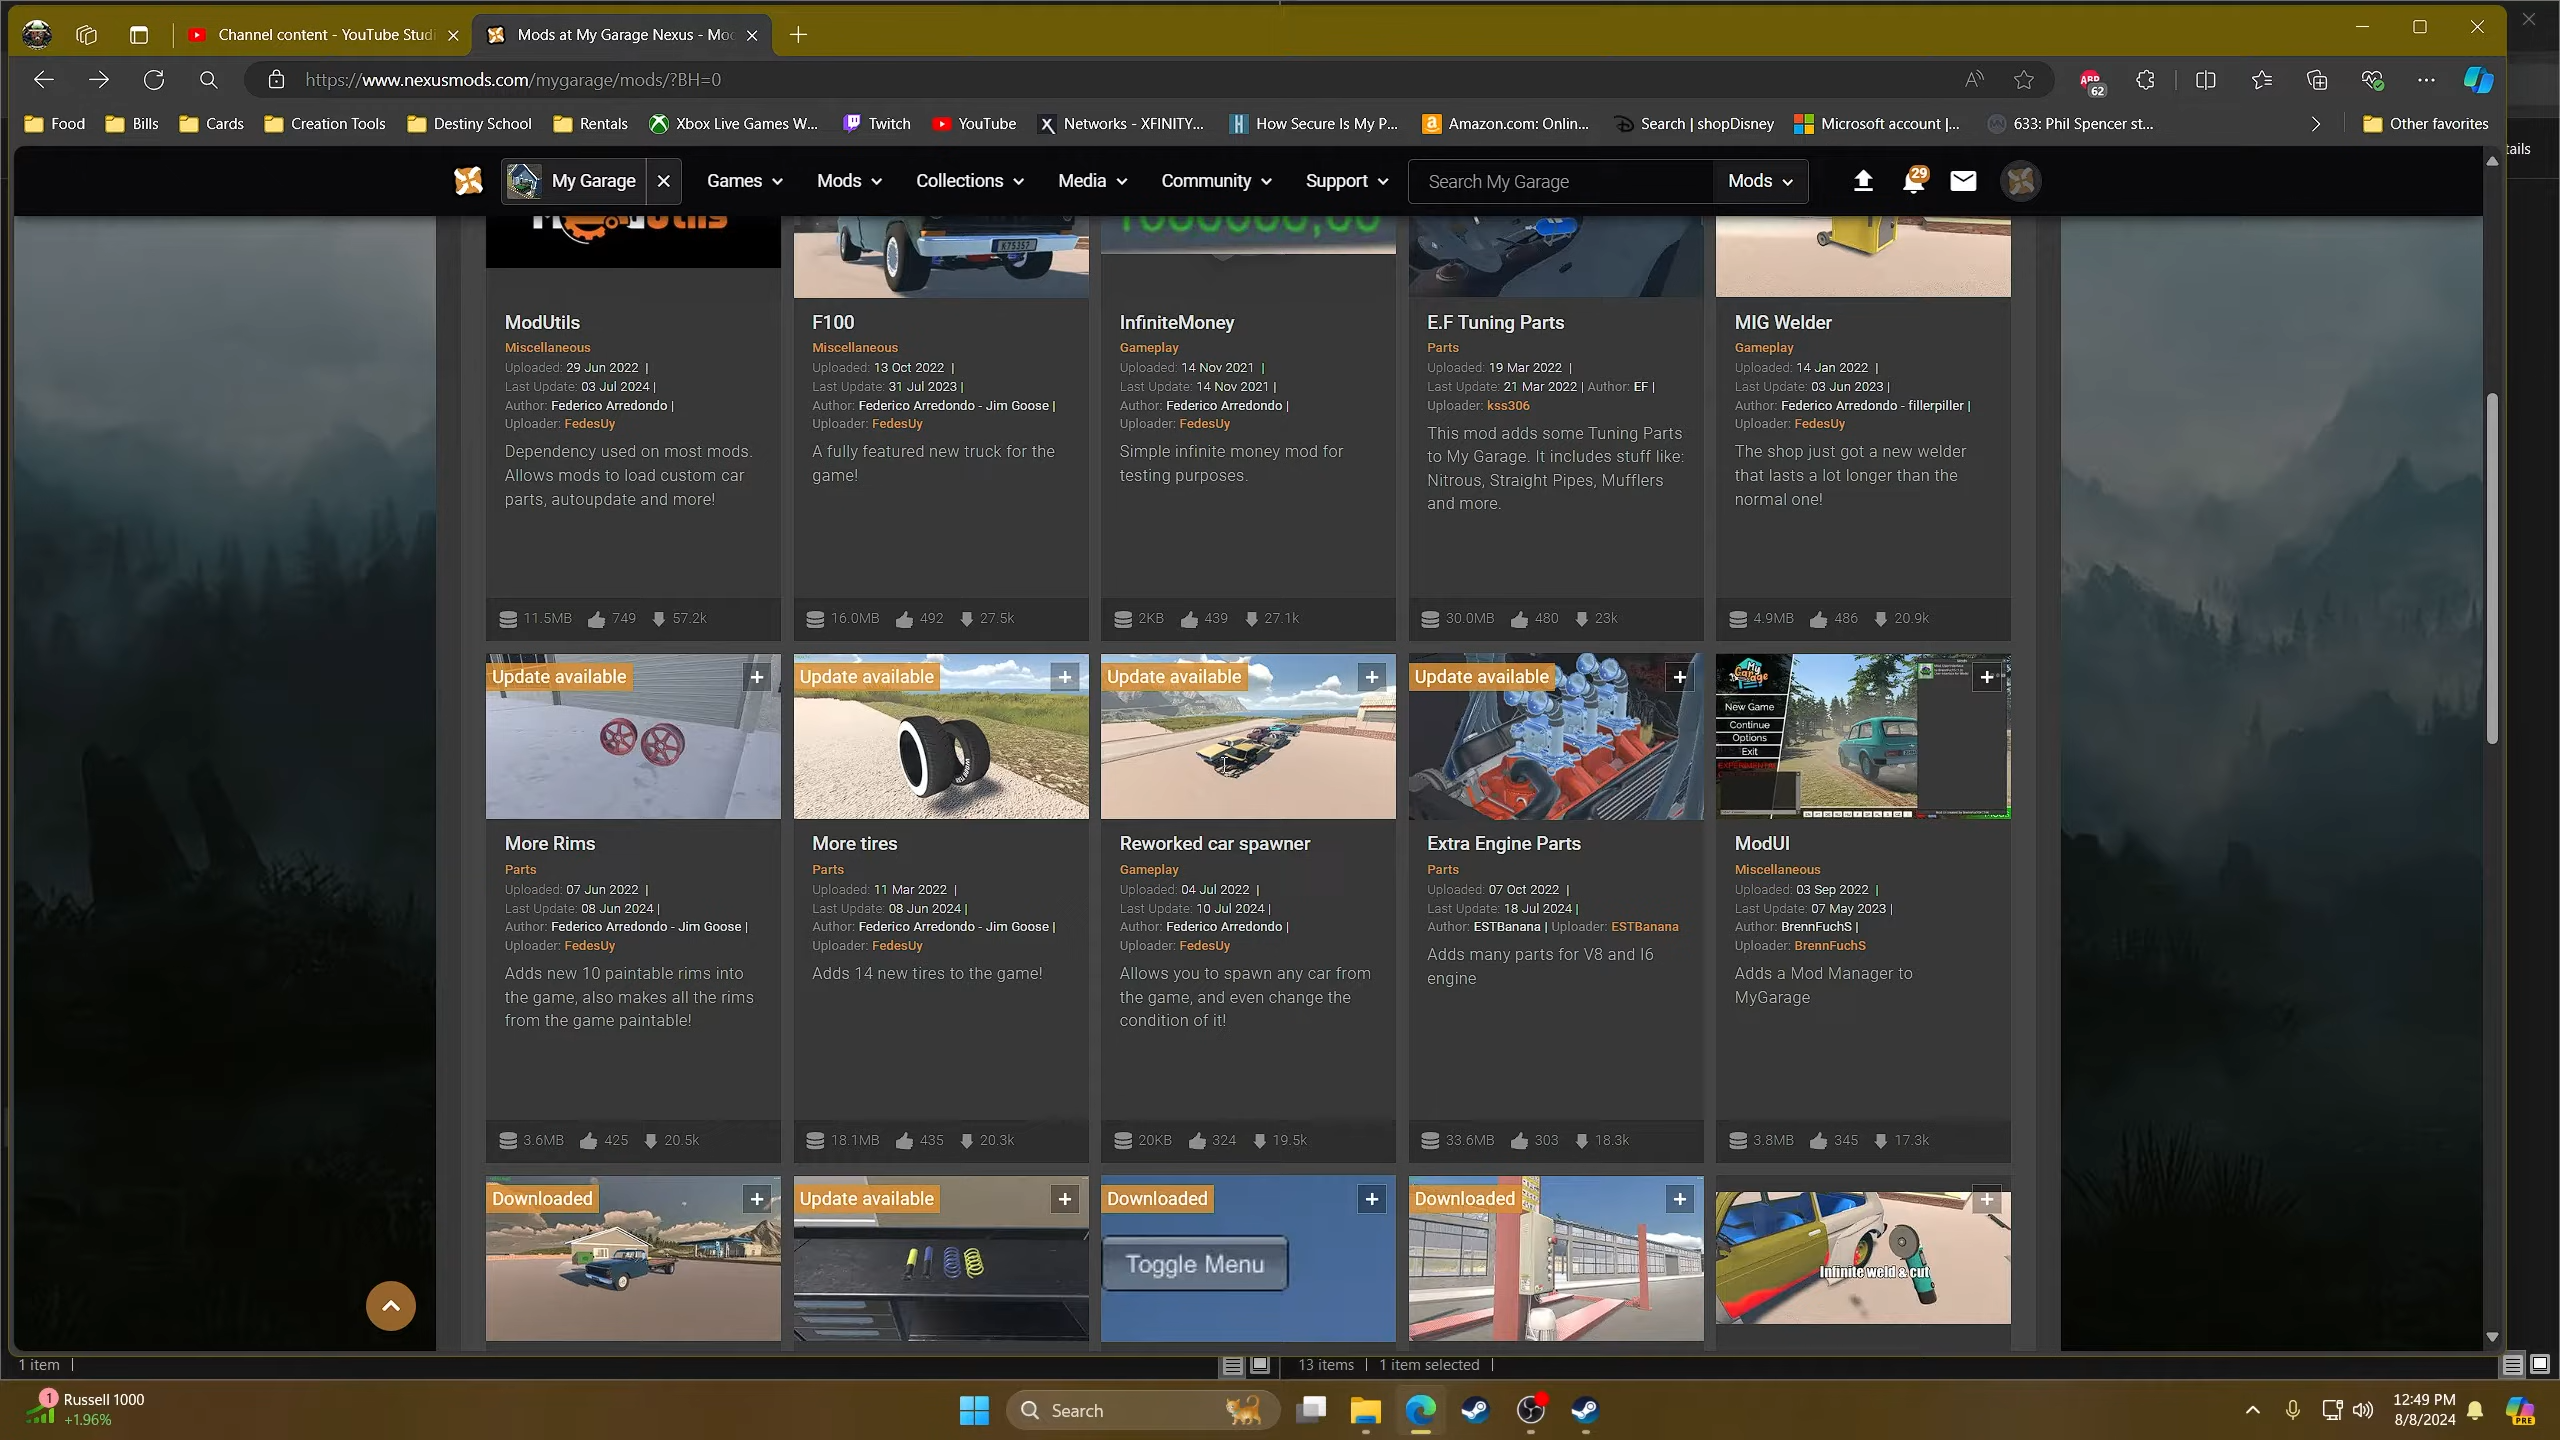 Channel content - YouTube Studi
Mods at My Garage Nexus - Mod
https://www.nexusmods.com/mygarage/mods/?BH=0
62
Food
Bills
Cards
Creation Tools
Destiny School
Rentals
Xbox Live Games W...
Twitch
YouTube
Networks - XFINITY...
How Secure Is My P...
Amazon.com: Onlin...
Search | shopDisney
Microsoft account |...
633: Phil Spencer st...
Other favorites
tails
My Garage
Games
Mods
Collections
Media
Community
Support
Search My Garage
Mods
29
K75357
1000000,00
ModUtils
Miscellaneous
Uploaded: 29 Jun 2022 |
Last Update: 03 Jul 2024 |
Author: Federico Arredondo |
Uploader: FedesUy
Dependency used on most mods.
Allows mods to load custom car
parts, autoupdate and more!
11.5MB 749 57.2k
F100
Miscellaneous
Uploaded: 13 Oct 2022 |
Last Update: 31 Jul 2023 |
Author: Federico Arredondo - Jim Goose |
Uploader: FedesUy
A fully featured new truck for the
game!
16.0MB 492 27.5k
InfiniteMoney
Gameplay
Uploaded: 14 Nov 2021 |
Last Update: 14 Nov 2021 |
Author: Federico Arredondo |
Uploader: FedesUy
Simple infinite money mod for
testing purposes.
2KB 439 27.1k
E.F Tuning Parts
Parts
Uploaded: 19 Mar 2022 |
Last Update: 21 Mar 2022 | Author: EF |
Uploader: kss306
This mod adds some Tuning Parts
to My Garage. It includes stuff like:
Nitrous, Straight Pipes, Mufflers
and more.
30.0MB 480 23k
MIG Welder
Gameplay
Uploaded: 14 Jan 2022 |
Last Update: 03 Jun 2023 |
Author: Federico Arredondo - fillerpiller |
Uploader: FedesUy
The shop just got a new welder
that lasts a lot longer than the
normal one!
4.9MB 486 20.9k
Update available
More Rims
Parts
Uploaded: 07 Jun 2022 |
Last Update: 08 Jun 2024 |
Author: Federico Arredondo - Jim Goose |
Uploader: FedesUy
Adds new 10 paintable rims into
the game, also makes all the rims
from the game paintable!
3.6MB 425 20.5k
Update available
More tires
Parts
Uploaded: 11 Mar 2022 |
Last Update: 08 Jun 2024 |
Author: Federico Arredondo - Jim Goose |
Uploader: FedesUy
Adds 14 new tires to the game!
18.1MB 435 20.3k
Update available
Reworked car spawner
Gameplay
Uploaded: 04 Jul 2022 |
Last Update: 10 Jul 2024 |
Author: Federico Arredondo |
Uploader: FedesUy
Allows you to spawn any car from
the game, and even change the
condition of it!
20KB 324 19.5k
Update available
Extra Engine Parts
Parts
Uploaded: 07 Oct 2022 |
Last Update: 18 Jul 2024 |
Author: ESTBanana | Uploader: ESTBanana
Adds many parts for V8 and I6
engine
33.6MB 303 18.3k
My Garage
New Game
Continue
Options
Exit
ModUI
Miscellaneous
Uploaded: 03 Sep 2022 |
Last Update: 07 May 2023 |
Author: BrennFuchS |
Uploader: BrennFuchS
Adds a Mod Manager to
MyGarage
3.8MB 345 17.3k
Downloaded
Update available
Downloaded
Toggle Menu
Downloaded
Infinite weld & cut
1 item
13 items
1 item selected
1
Russell 1000
+1.96%
Search
12:49 PM
8/8/2024
PRE